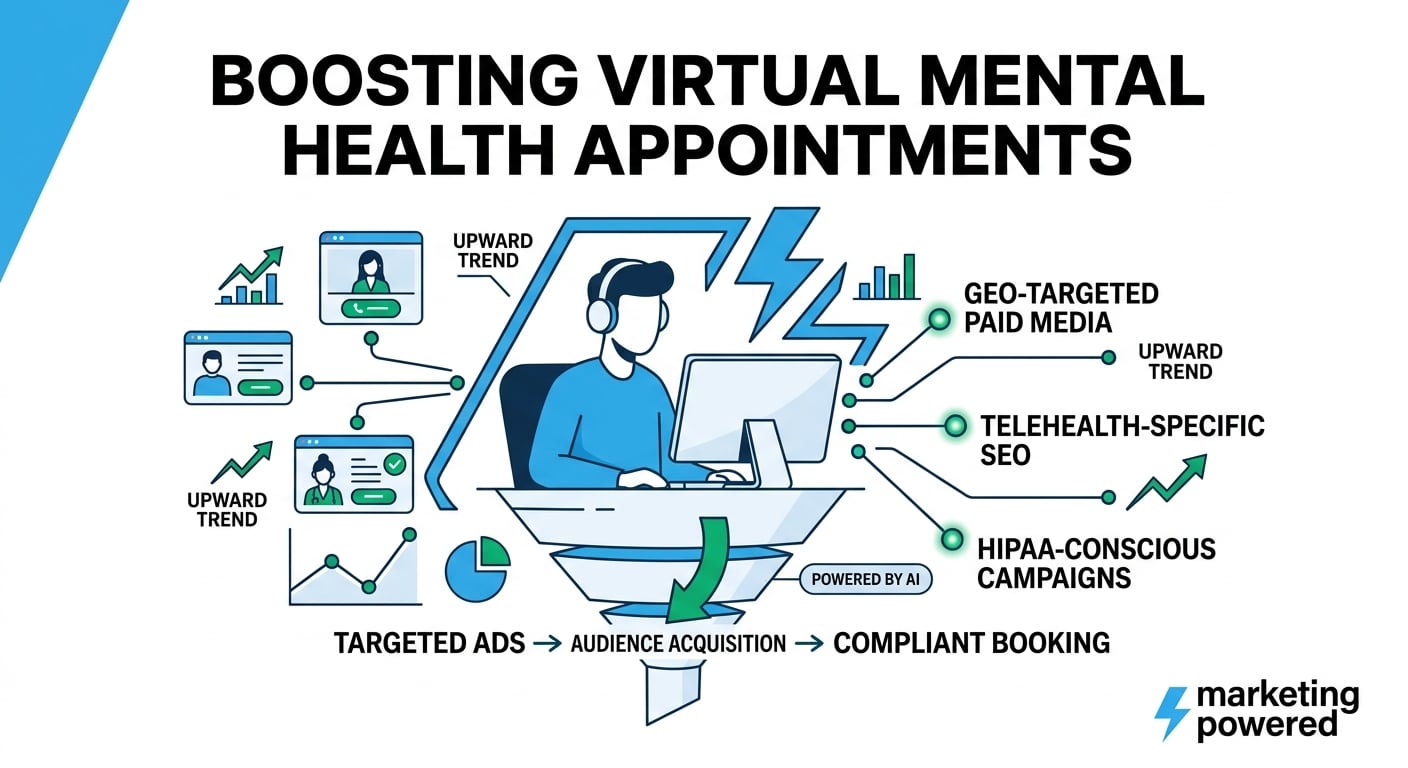 BOOSTING VIRTUAL MENTAL
HEALTH APPOINTMENTS
UPWARD
TREND
UPWARD
TREND
GEO-TARGETED
PAID MEDIA
UPWARD
TREND
TELEHEALTH-SPECIFIC
SEO
HIPAA-CONSCIOUS
CAMPAIGNS
POWERED BY AI
TARGETED ADS → AUDIENCE ACQUISITION → COMPLIANT BOOKING
marketing
powered